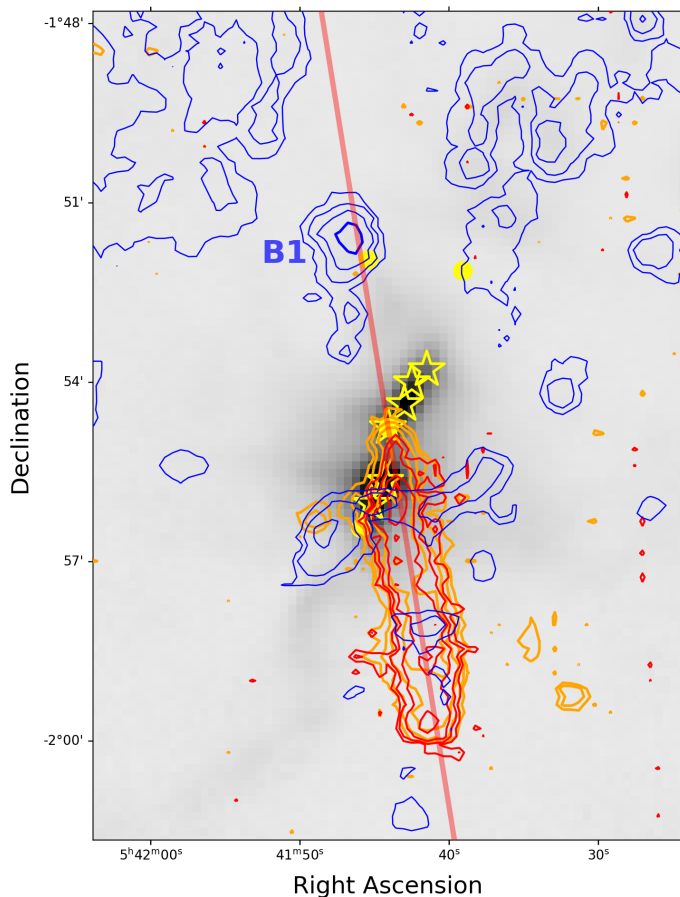 -1°48'
51'
B1
54'
57'
-2°00'
Declination
5ʰ42ᵐ00ˢ 41ᵐ50ˢ 40ˢ 30ˢ
Right Ascension